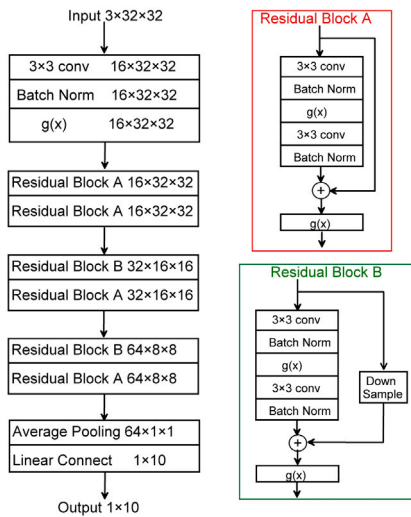 Input 3×32×32
3×3 conv 16×32×32
Batch Norm 16×32×32
g(x) 16×32×32
Residual Block A 16×32×32
Residual Block A 16×32×32
Residual Block B 32×16×16
Residual Block A 32×16×16
Residual Block B 64×8×8
Residual Block A 64×8×8
Average Pooling 64×1×1
Linear Connect 1×10
Output 1×10
Residual Block A
3×3 conv
Batch Norm
g(x)
3×3 conv
Batch Norm
+
g(x)
Residual Block B
3×3 conv
Batch Norm
g(x)
3×3 conv
Batch Norm
Down
Sample
+
g(x)